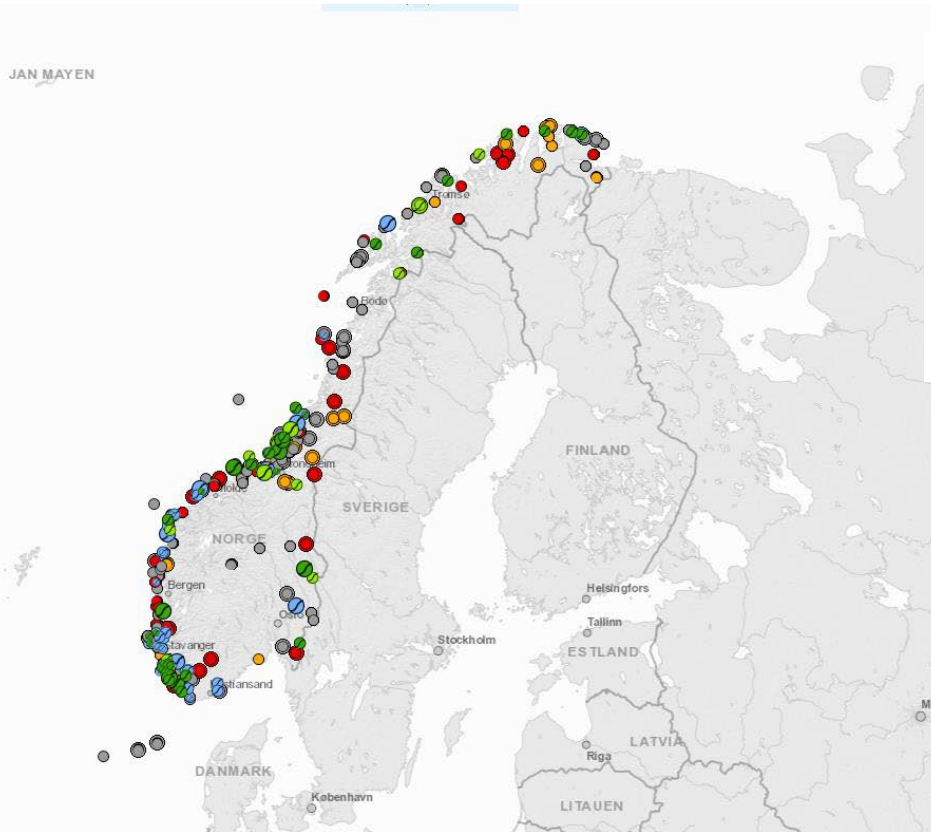 JAN MAYEN
Tromsø
Bodø
FINLAND
Trondheim
SVERIGE
NORGE
Bergen
Helsingfors
Oslo
Tallinn
Stockholm
ESTLAND
Stavanger
LATVIA
Riga
DANMARK
København
LITAUEN
M